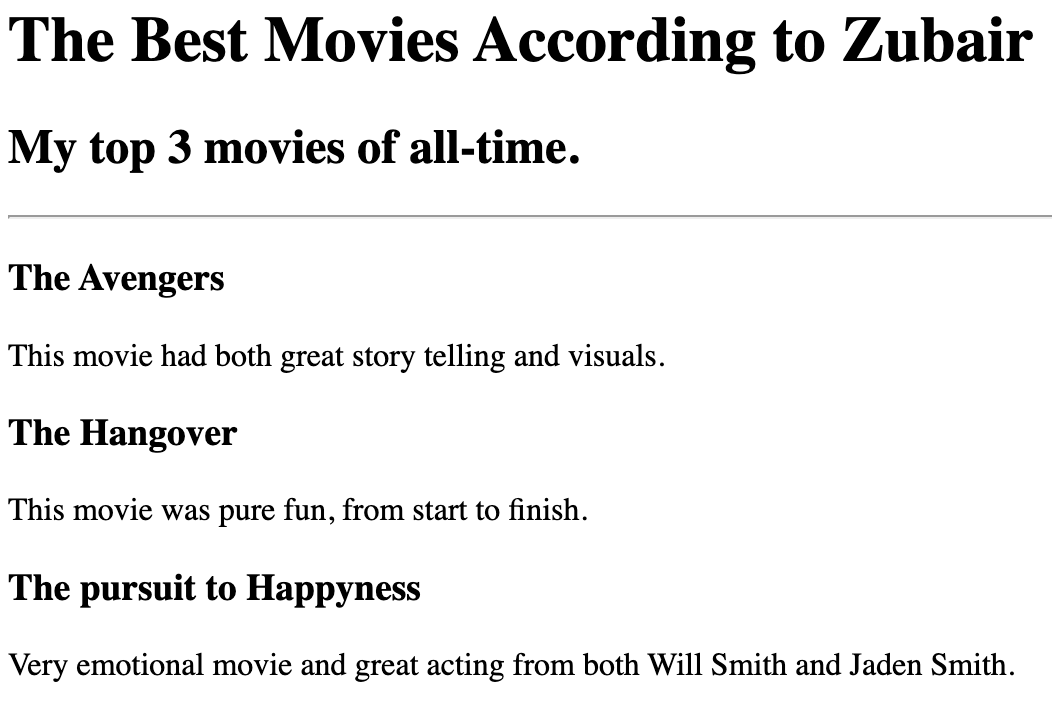 The Best Movies According to Zubair
My top 3 movies of all-time.
The Avengers
This movie had both great story telling and visuals.
The Hangover
This movie was pure fun, from start to finish.
The pursuit to Happyness
Very emotional movie and great acting from both Will Smith and Jaden Smith.